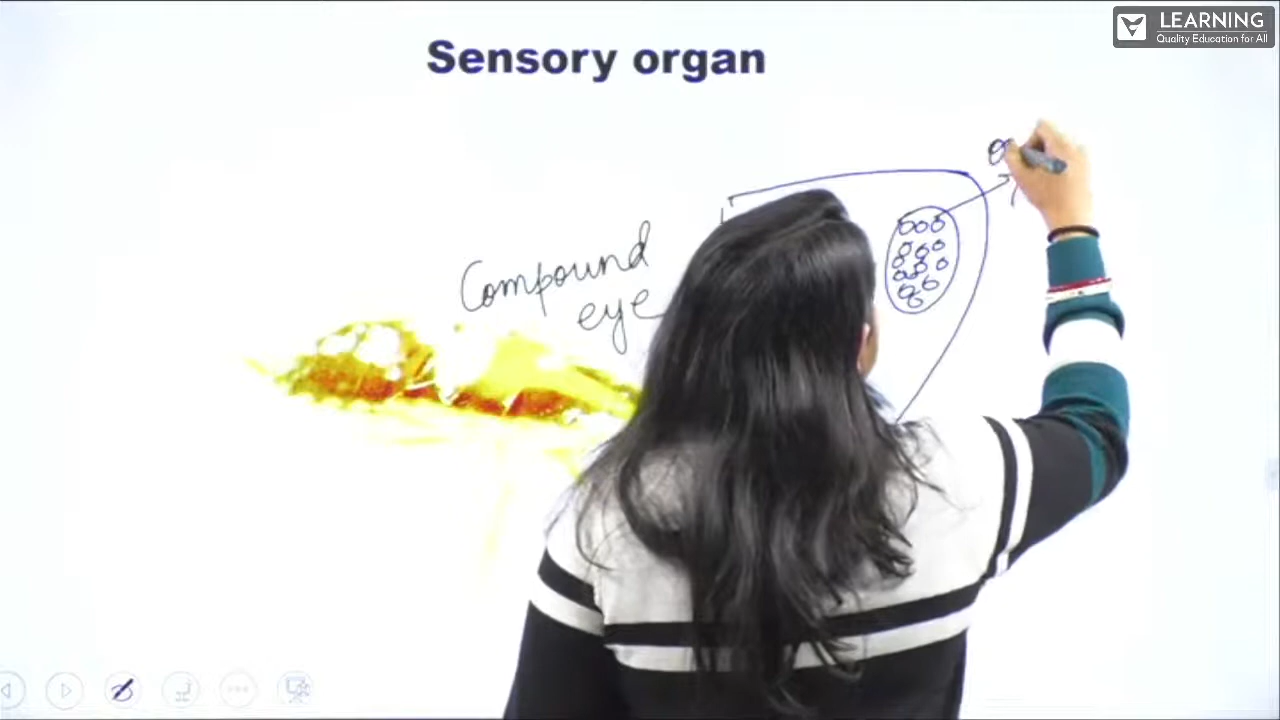 LEARNING
Quality Education for All
Sensory organ
Compound
eye